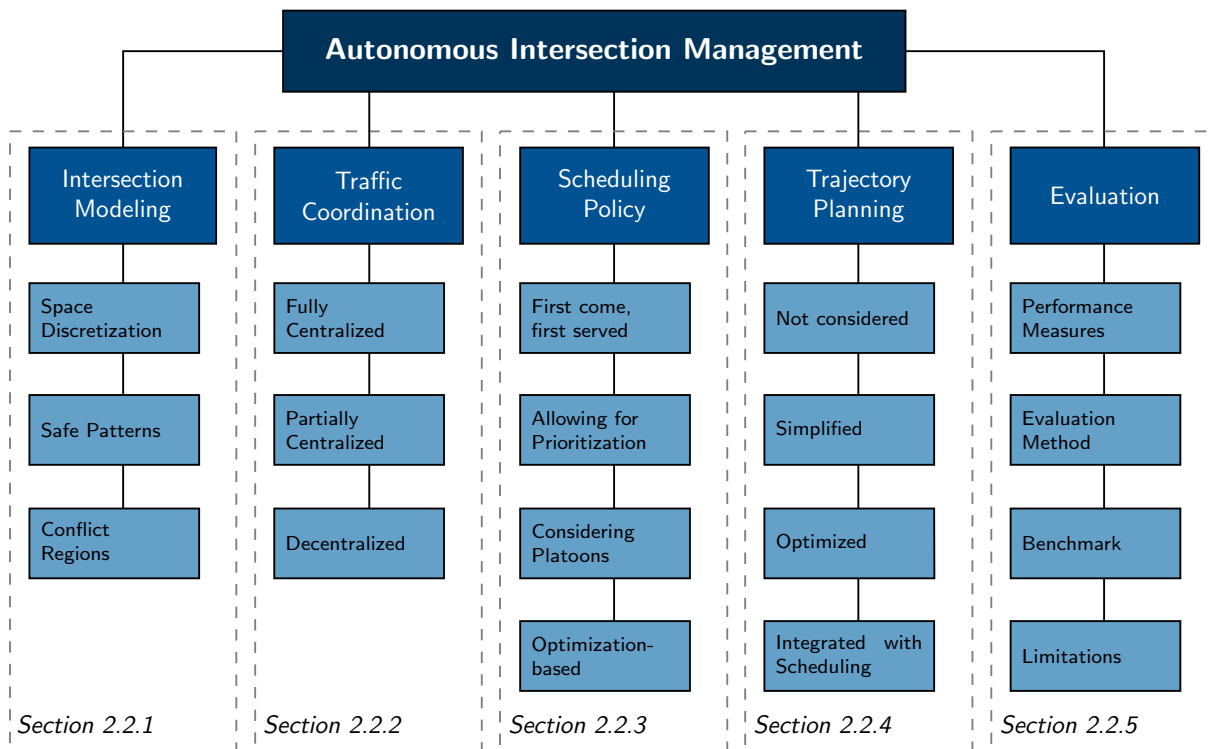 Autonomous Intersection Management
Intersection
Modeling
Space
Discretization
Safe Patterns
Conflict
Regions
Section 2.2.1
Traffic
Coordination
Fully
Centralized
Partially
Centralized
Decentralized
Section 2.2.2
Scheduling
Policy
First come,
first served
Allowing for
Prioritization
Considering
Platoons
Optimization-
based
Section 2.2.3
Trajectory
Planning
Not considered
Simplified
Optimized
Integrated with
Scheduling
Section 2.2.4
Evaluation
Performance
Measures
Evaluation
Method
Benchmark
Limitations
Section 2.2.5